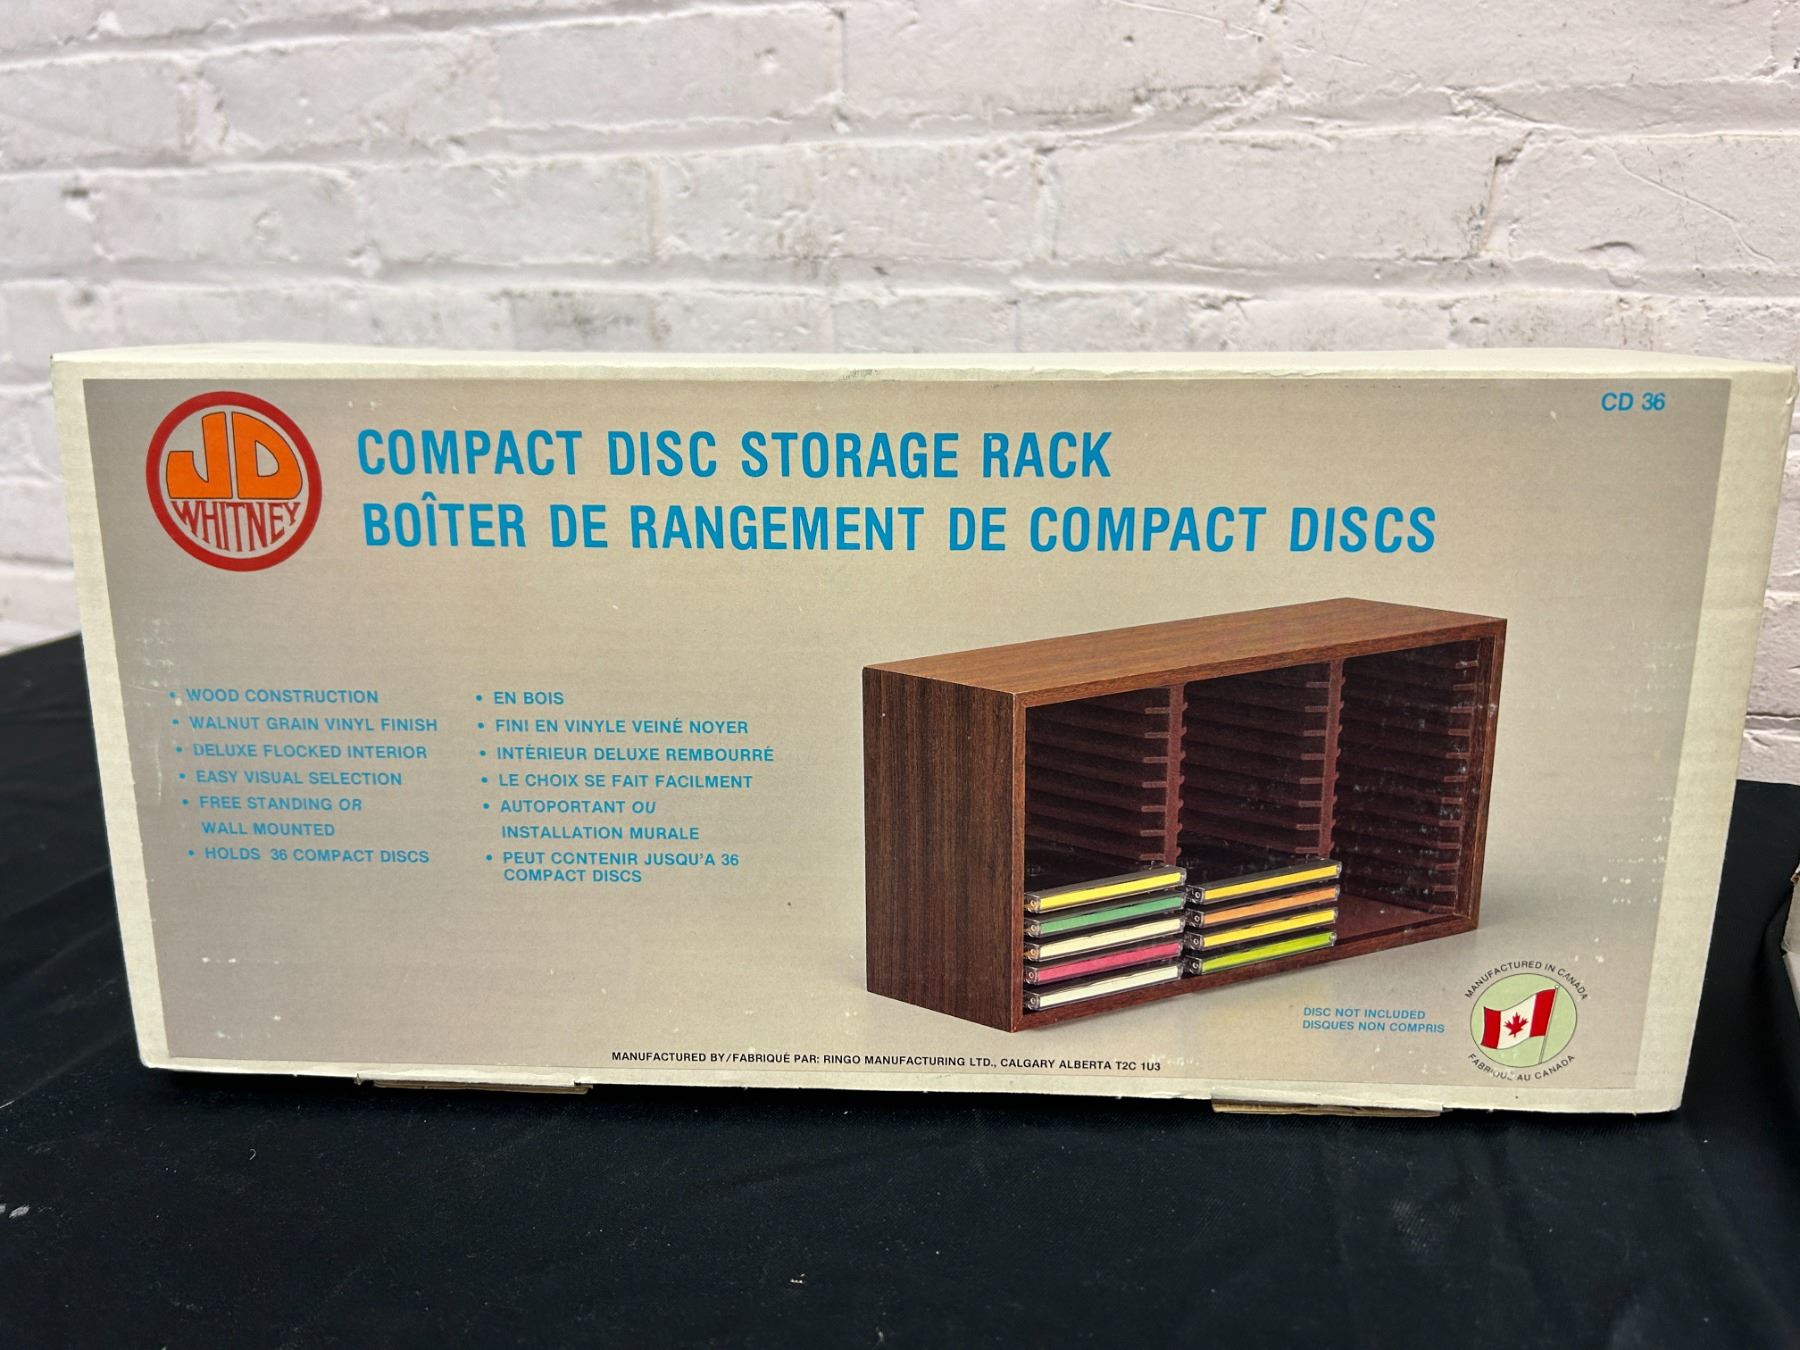 JD
WHITNEY
CD 36
COMPACT DISC STORAGE RACK
BOÎTER DE RANGEMENT DE COMPACT DISCS
• WOOD CONSTRUCTION
• WALNUT GRAIN VINYL FINISH
• DELUXE FLOCKED INTERIOR
• EASY VISUAL SELECTION
• FREE STANDING OR
WALL MOUNTED
• HOLDS 36 COMPACT DISCS
• EN BOIS
• FINI EN VINYLE VEINÉ NOYER
• INTÉRIEUR DELUXE REMBOURRÉ
• LE CHOIX SE FAIT FACILMENT
• AUTOPORTANT OU
INSTALLATION MURALE
• PEUT CONTENIR JUSQU'A 36
COMPACT DISCS
DISC NOT INCLUDED
DISQUES NON COMPRIS
MANUFACTURED IN CANADA
FABRIQUÉ AU CANADA
MANUFACTURED BY/FABRIQUÉ PAR: RINGO MANUFACTURING LTD., CALGARY ALBERTA T2C 1U3